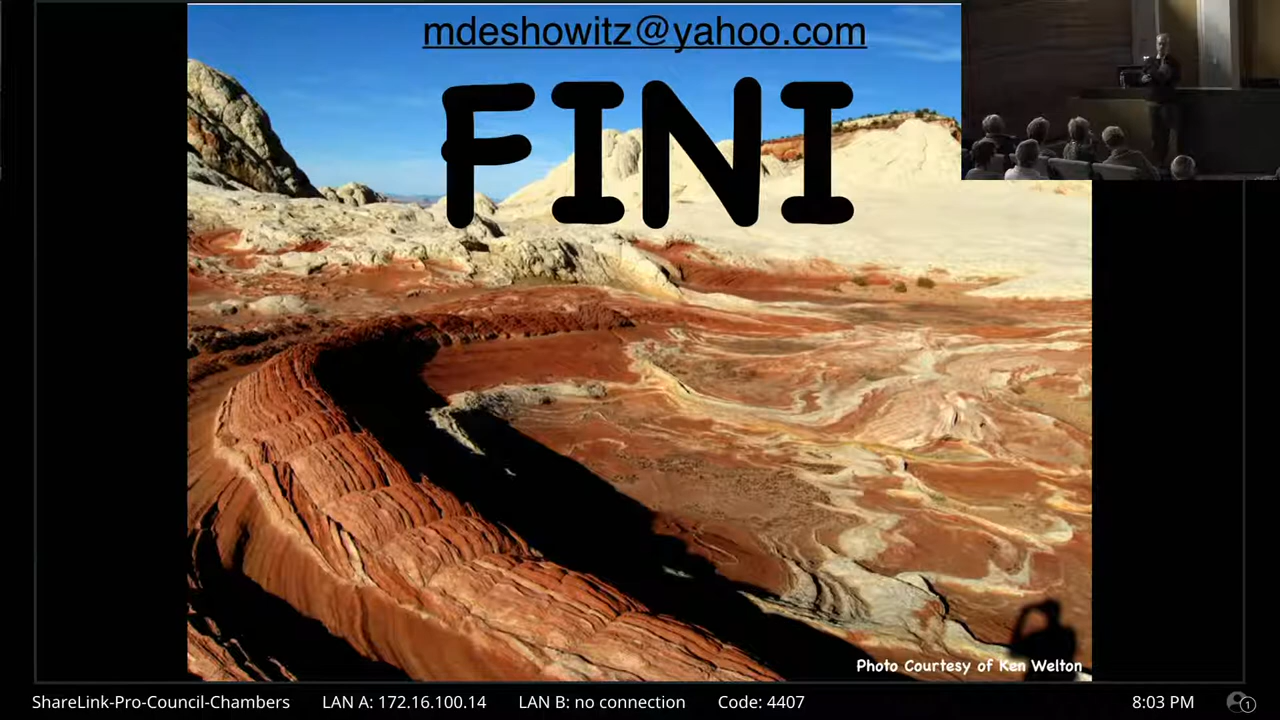 mdeshowitz@yahoo.com
FINI
Photo Courtesy of Ken Welton
ShareLink-Pro-Council-Chambers LAN A: 172.16.100.14 LAN B: no connection Code: 4407 8:03 PM 1